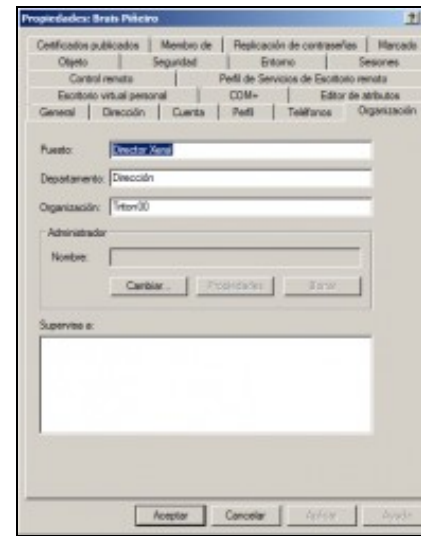 Propiedades: Brais Piñeiro
Certificados publicados Miembro de Replicación de contraseñas Marcado
Objeto Seguridad Entorno Sesiones
Control remoto Perfil de Servicios de Escritorio remoto
Escritorio virtual personal COM+ Editor de atributos
General Dirección Cuenta Perfil Teléfonos Organización
Puesto: Director Xeral
Departamento: Dirección
Organización: Triton00
Administrador
Nombre:
Cambiar... Propiedades Borrar
Supervisa a:
Aceptar Cancelar Aplicar Ayuda